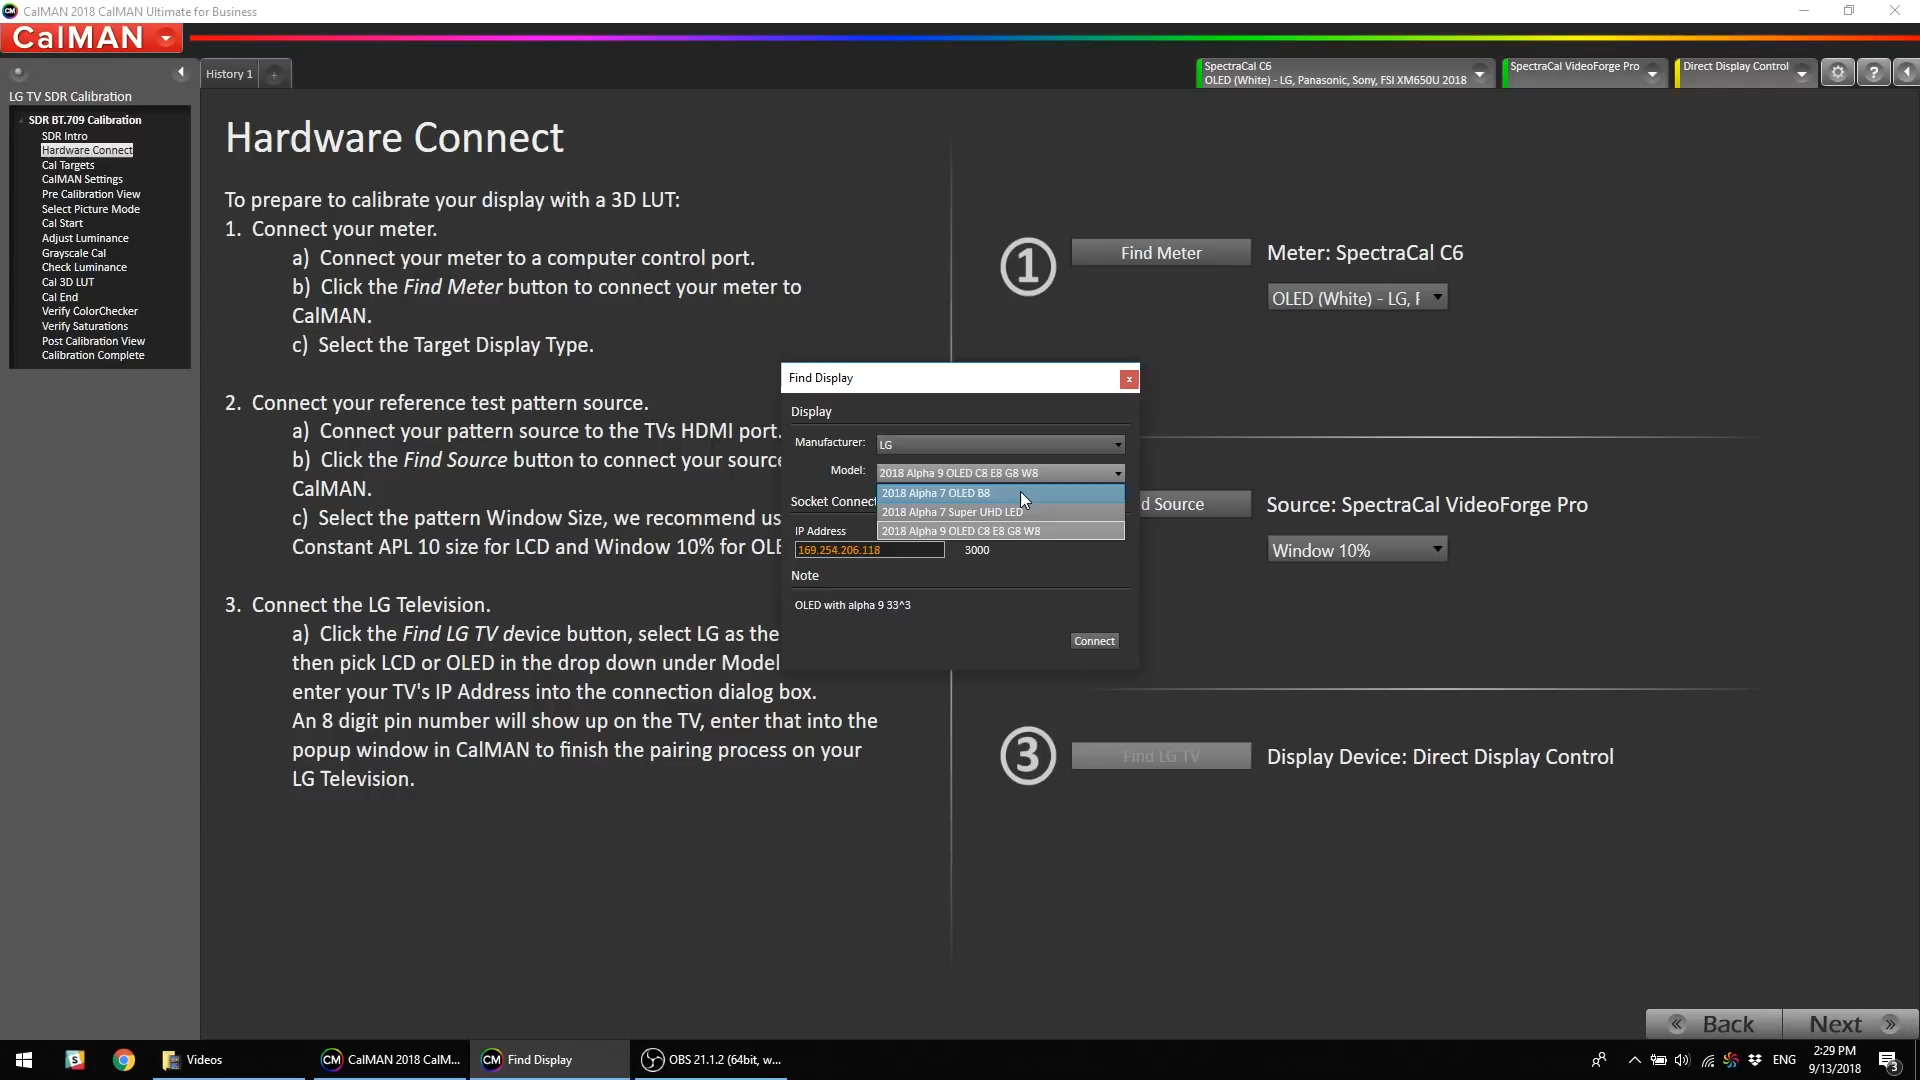 CM CalMAN 2018 CalMAN Ultimate for Business
CalMAN
History 1
+
SpectraCal C6
OLED (White) - LG, Panasonic, Sony, FSI XM650U 2018
SpectraCal VideoForge Pro
Direct Display Control
?
LG TV SDR Calibration
SDR BT.709 Calibration
SDR Intro
Hardware Connect
Cal Targets
CalMAN Settings
Pre Calibration View
Select Picture Mode
Cal Start
Adjust Luminance
Grayscale Cal
Check Luminance
Cal 3D LUT
Cal End
Verify ColorChecker
Verify Saturations
Post Calibration View
Calibration Complete
Hardware Connect
To prepare to calibrate your display with a 3D LUT:
1. Connect your meter.
a) Connect your meter to a computer control port.
b) Click the Find Meter button to connect your meter to
CalMAN.
c) Select the Target Display Type.
2. Connect your reference test pattern source.
a) Connect your pattern source to the TVs HDMI port.
b) Click the Find Source button to connect your source
CalMAN.
c) Select the pattern Window Size, we recommend us
Constant APL 10 size for LCD and Window 10% for OLE
3. Connect the LG Television.
a) Click the Find LG TV device button, select LG as the
then pick LCD or OLED in the drop down under Model
enter your TV's IP Address into the connection dialog box.
An 8 digit pin number will show up on the TV, enter that into the
popup window in CalMAN to finish the pairing process on your
LG Television.
1
Find Meter
Meter: SpectraCal C6
OLED (White) - LG, F
d Source
Source: SpectraCal VideoForge Pro
Window 10%
3
Find LG TV
Display Device: Direct Display Control
Find Display
x
Display
Manufacturer:
LG
Model:
2018 Alpha 9 OLED C8 E8 G8 W8
2018 Alpha 7 OLED B8
2018 Alpha 7 Super UHD LED
2018 Alpha 9 OLED C8 E8 G8 W8
Socket Connect
IP Address
169.254.206.118
3000
Note
OLED with alpha 9 33^3
Connect
« Back
Next »
S
Videos
CM CalMAN 2018 CalM...
CM Find Display
OBS 21.1.2 (64bit, w...
ENG
2:29 PM
9/13/2018
3